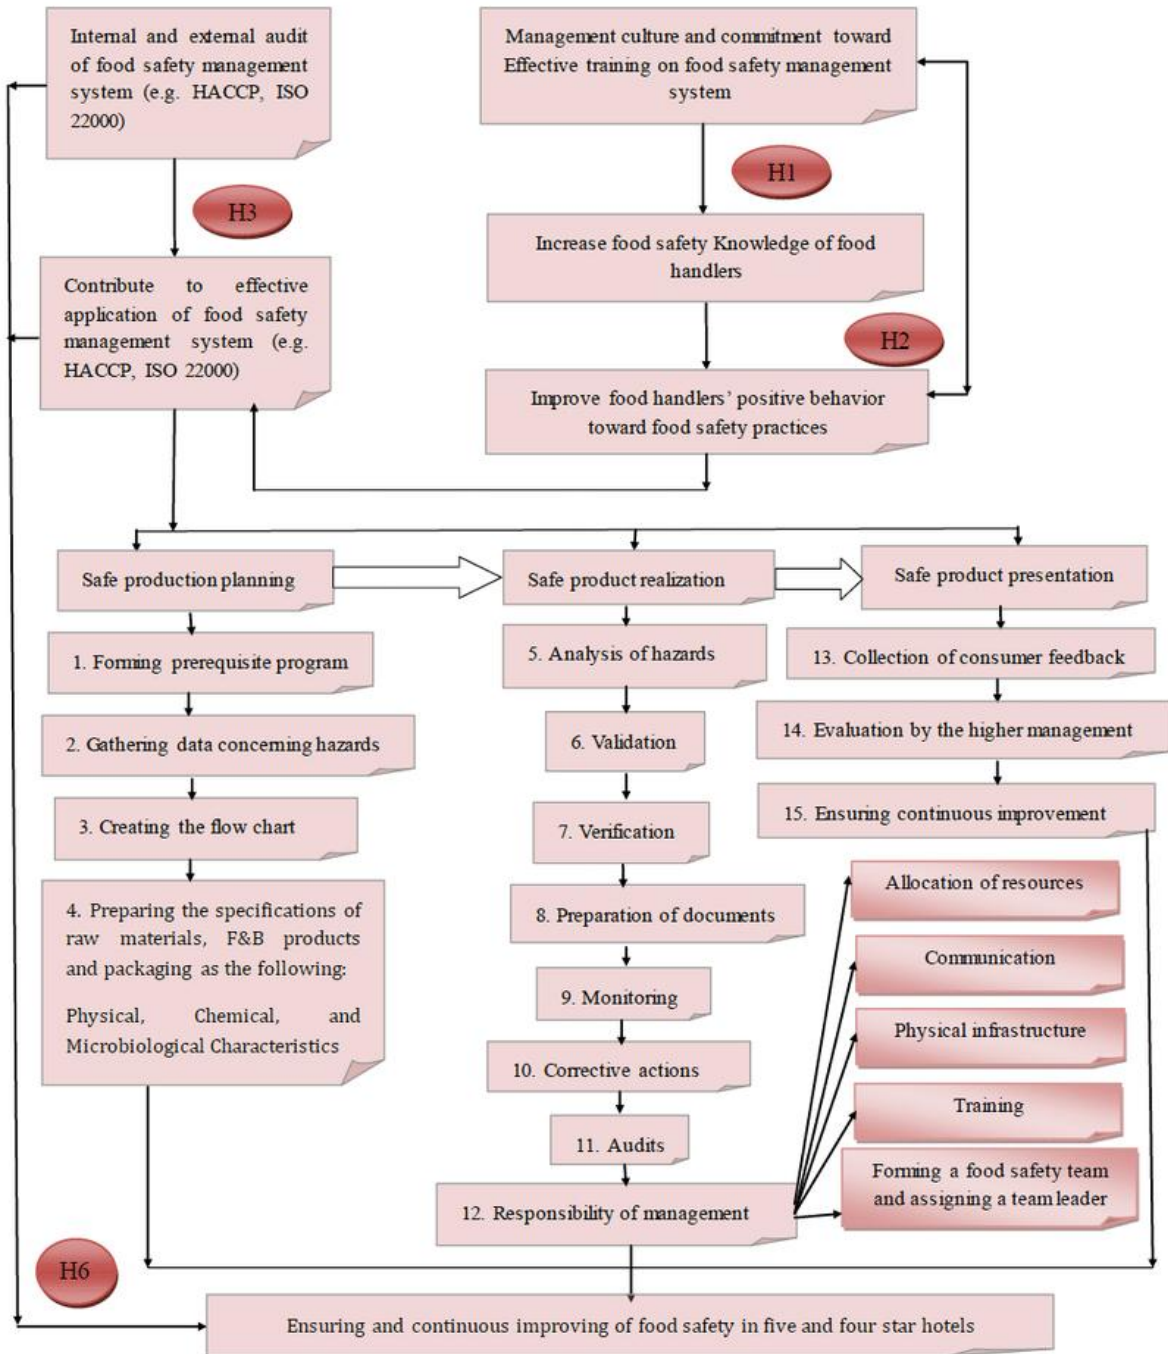 Internal and external audit
of food safety management
system (e.g. HACCP, ISO
22000)
Management culture and commitment toward
Effective training on food safety management
system
H1
H3
Increase food safety Knowledge of food
handlers
Contribute to effective
application of food safety
management system (e.g.
HACCP, ISO 22000)
H2
Improve food handlers’ positive behavior
toward food safety practices
Safe production planning
Safe product realization
Safe product presentation
1. Forming prerequisite program
2. Gathering data concerning hazards
3. Creating the flow chart
4. Preparing the specifications of
raw materials, F&B products
and packaging as the following:
Physical, Chemical, and
Microbiological Characteristics
5. Analysis of hazards
6. Validation
7. Verification
8. Preparation of documents
9. Monitoring
10. Corrective actions
11. Audits
12. Responsibility of management
13. Collection of consumer feedback
14. Evaluation by the higher management
15. Ensuring continuous improvement
Allocation of resources
Communication
Physical infrastructure
Training
Forming a food safety team
and assigning a team leader
H6
Ensuring and continuous improving of food safety in five and four star hotels